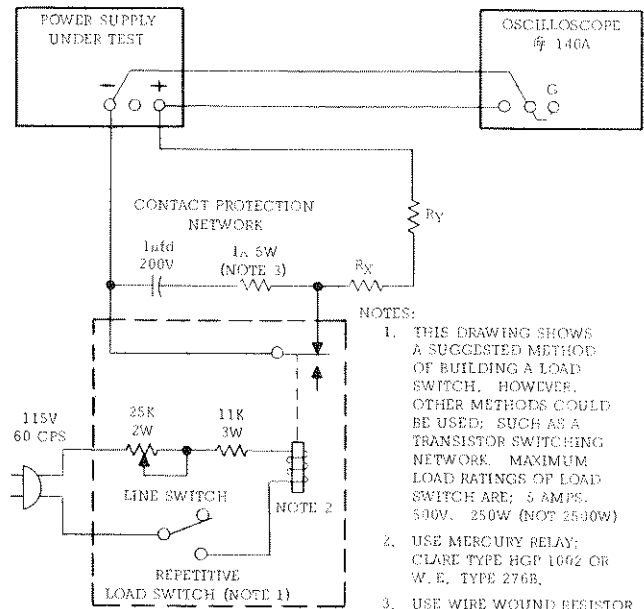 POWER SUPPLY
UNDER TEST
OSCILLOSCOPE
140A
G
− +
CONTACT PROTECTION
NETWORK
1µfd
200V
1Λ 5W
(NOTE 3)
RX
RY
NOTES:
1. THIS DRAWING SHOWS
A SUGGESTED METHOD
OF BUILDING A LOAD
SWITCH. HOWEVER,
OTHER METHODS COULD
BE USED; SUCH AS A
TRANSISTOR SWITCHING
NETWORK. MAXIMUM
LOAD RATINGS OF LOAD
SWITCH ARE; 5 AMPS.
500V. 250W (NOT 2500W)
2. USE MERCURY RELAY;
CLARE TYPE HGP 1002 OR
W.E. TYPE 276B.
3. USE WIRE WOUND RESISTOR
115V
60 CPS
25K
2W
11K
3W
LINE SWITCH
NOTE 2
REPETITIVE
LOAD SWITCH (NOTE 1)